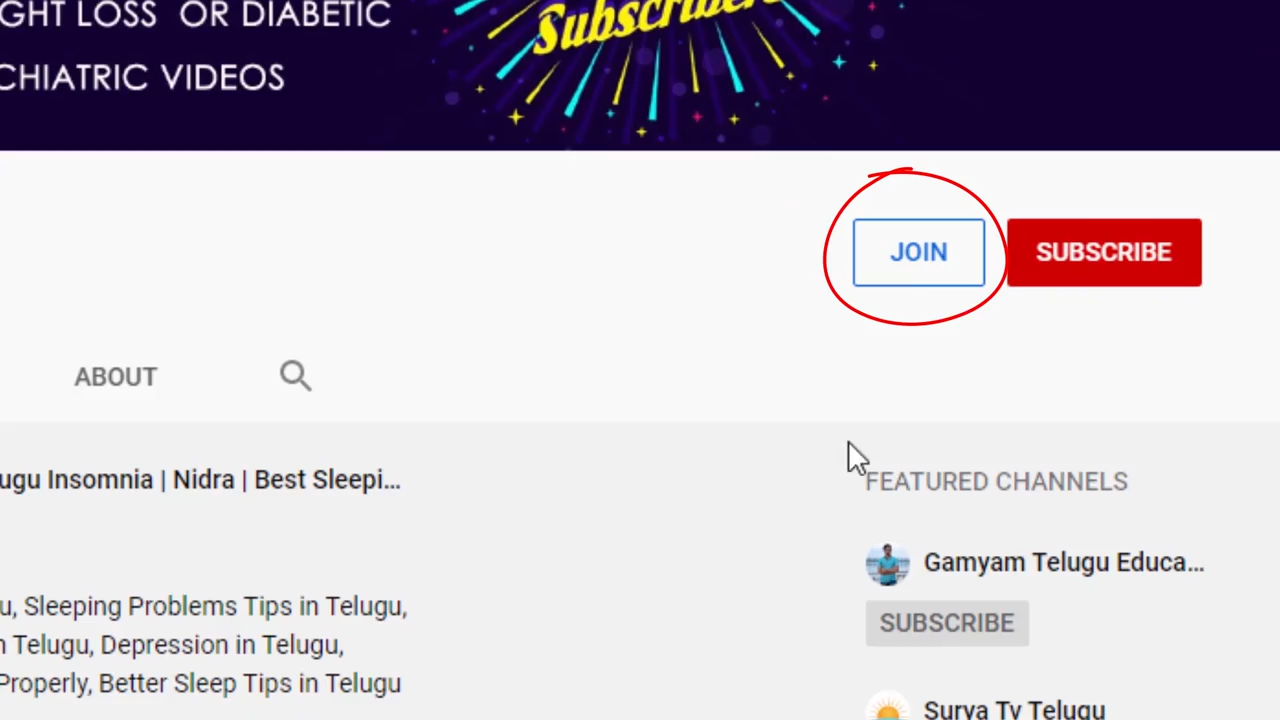 GHT LOSS OR DIABETIC
Subscribers
CHIATRIC VIDEOS
JOIN
SUBSCRIBE
ABOUT
ugu Insomnia | Nidra | Best Sleepi...
FEATURED CHANNELS
Gamyam Telugu Educa...
SUBSCRIBE
u, Sleeping Problems Tips in Telugu,
n Telugu, Depression in Telugu,
Properly, Better Sleep Tips in Telugu
Surya Tv Telugu